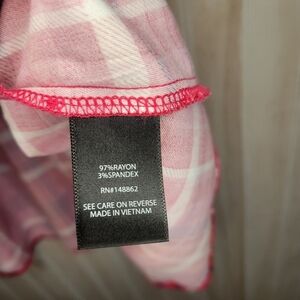 97%RAYON
3%SPANDEX
RN#148862
SEE CARE ON REVERSE
MADE IN VIETNAM